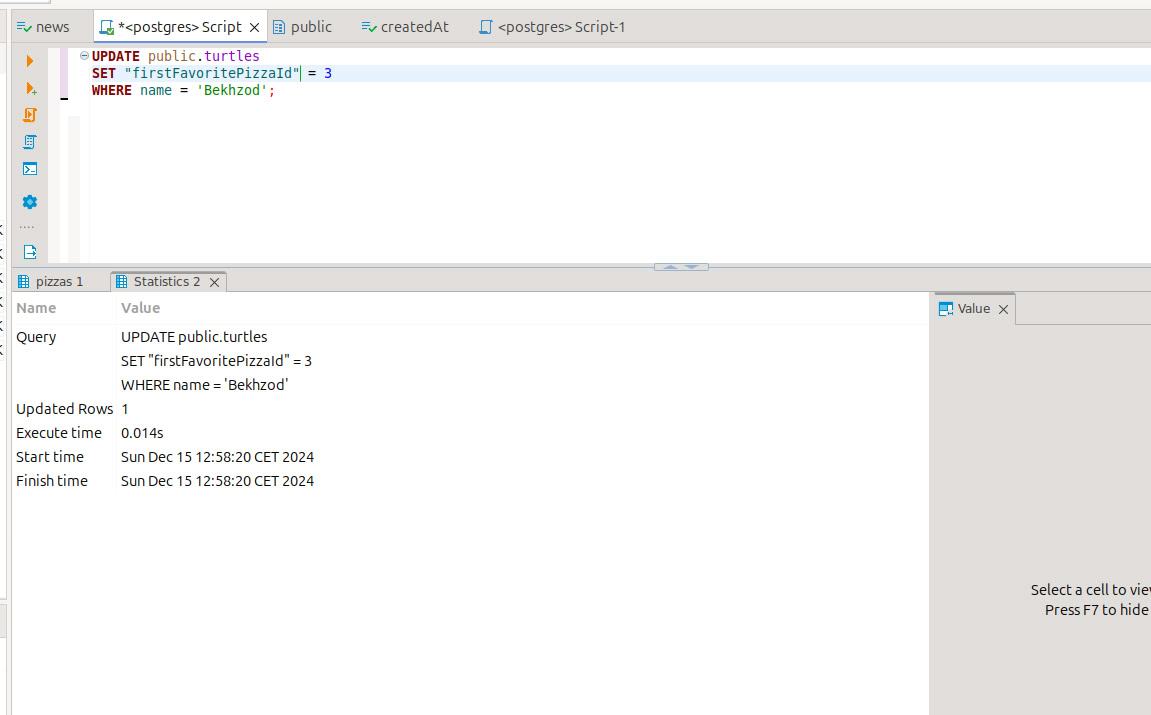 news
*<postgres> Script
public
createdAt
<postgres> Script-1
UPDATE public.turtles
SET "firstFavoritePizzaId" = 3
WHERE name = 'Bekhzod';
pizzas 1
Statistics 2
Name Value
Query UPDATE public.turtles
SET "firstFavoritePizzaId" = 3
WHERE name = 'Bekhzod'
Updated Rows 1
Execute time 0.014s
Start time Sun Dec 15 12:58:20 CET 2024
Finish time Sun Dec 15 12:58:20 CET 2024
Value
Select a cell to
Press F7 to hide